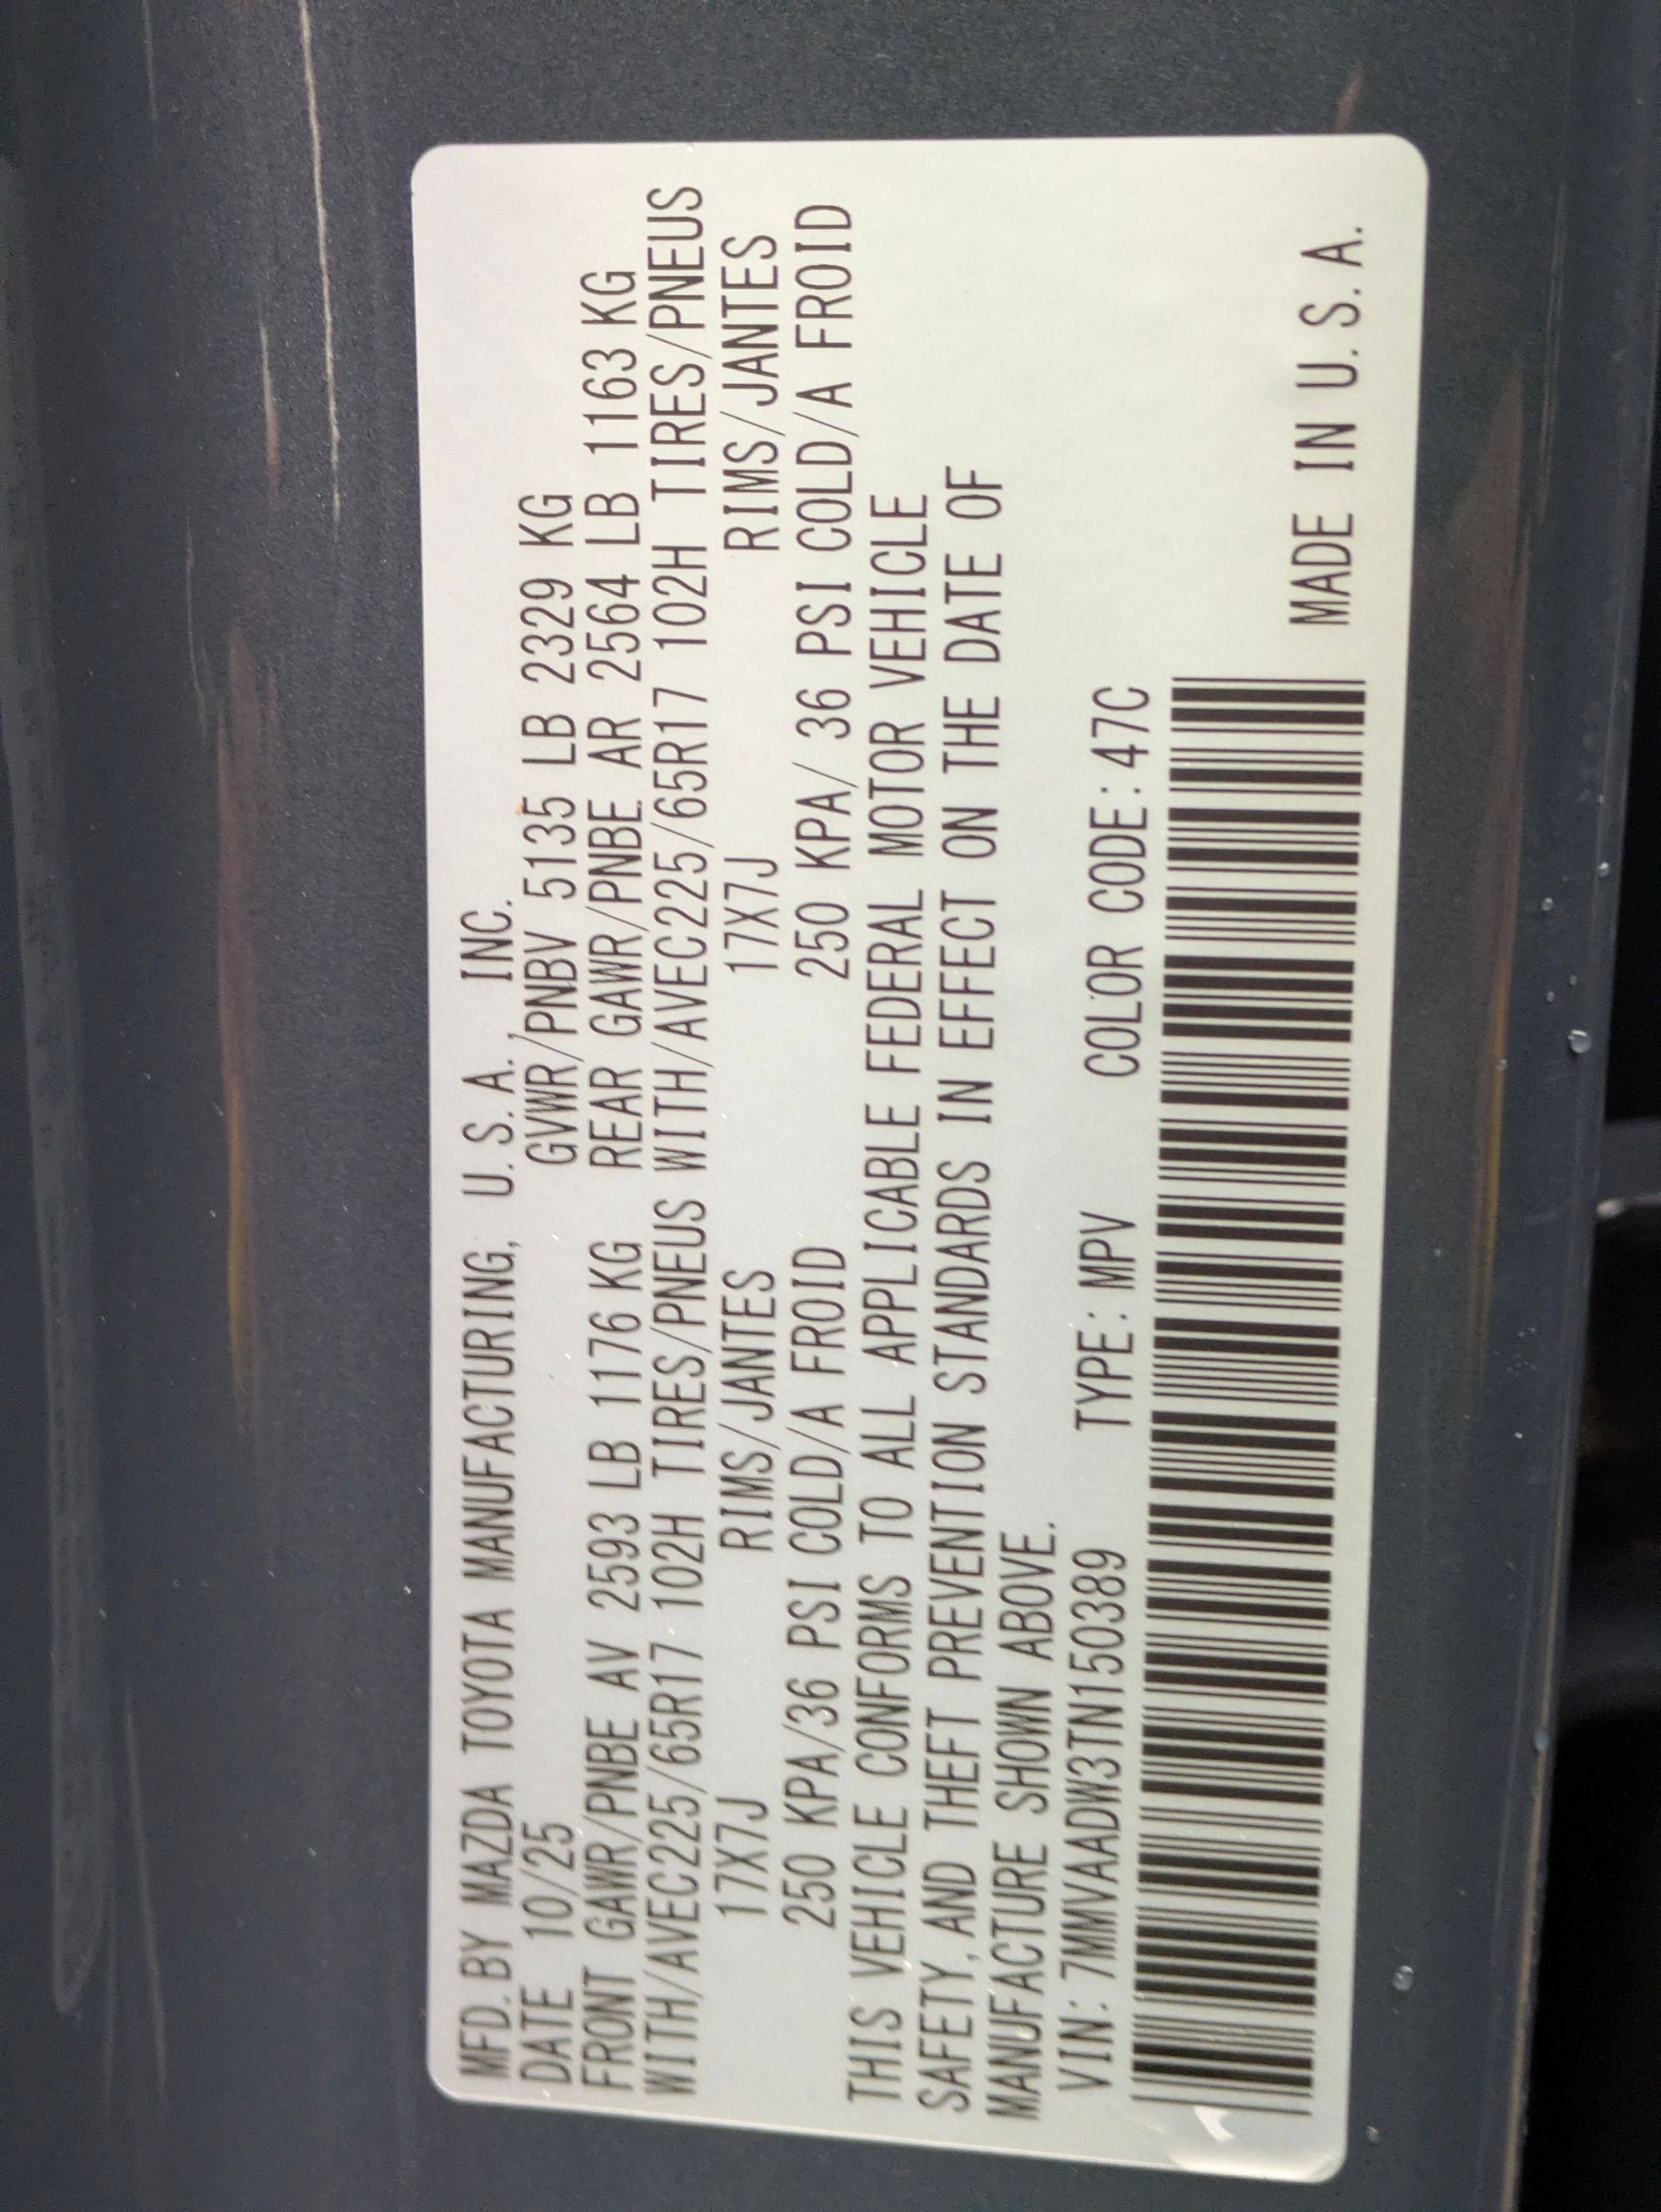 MFD. BY MAZDA TOYOTA MANUFACTURING, U.S.A., INC.
DATE 10/25 GVWR/PNBV 5135 LB 2329 KG
FRONT GAWR/PNBE AV 2593 LB 1176 KG REAR GAWR/PNBE AR 2564 LB 1163 KG
WITH/AVEC225/65R17 102H TIRES/PNEUS WITH/AVEC225/65R17 102H TIRES/PNEUS
17X7J RIMS/JANTES 17X7J RIMS/JANTES
250 KPA/36 PSI COLD/A FROID 250 KPA/ 36 PSI COLD/A FROID
THIS VEHICLE CONFORMS TO ALL APPLICABLE FEDERAL MOTOR VEHICLE
SAFETY, AND THEFT PREVENTION STANDARDS IN EFFECT ON THE DATE OF
MANUFACTURE SHOWN ABOVE.
VIN: 7MMVAADW3TN150389 TYPE: MPV COLOR CODE: 47C
MADE IN U.S.A.